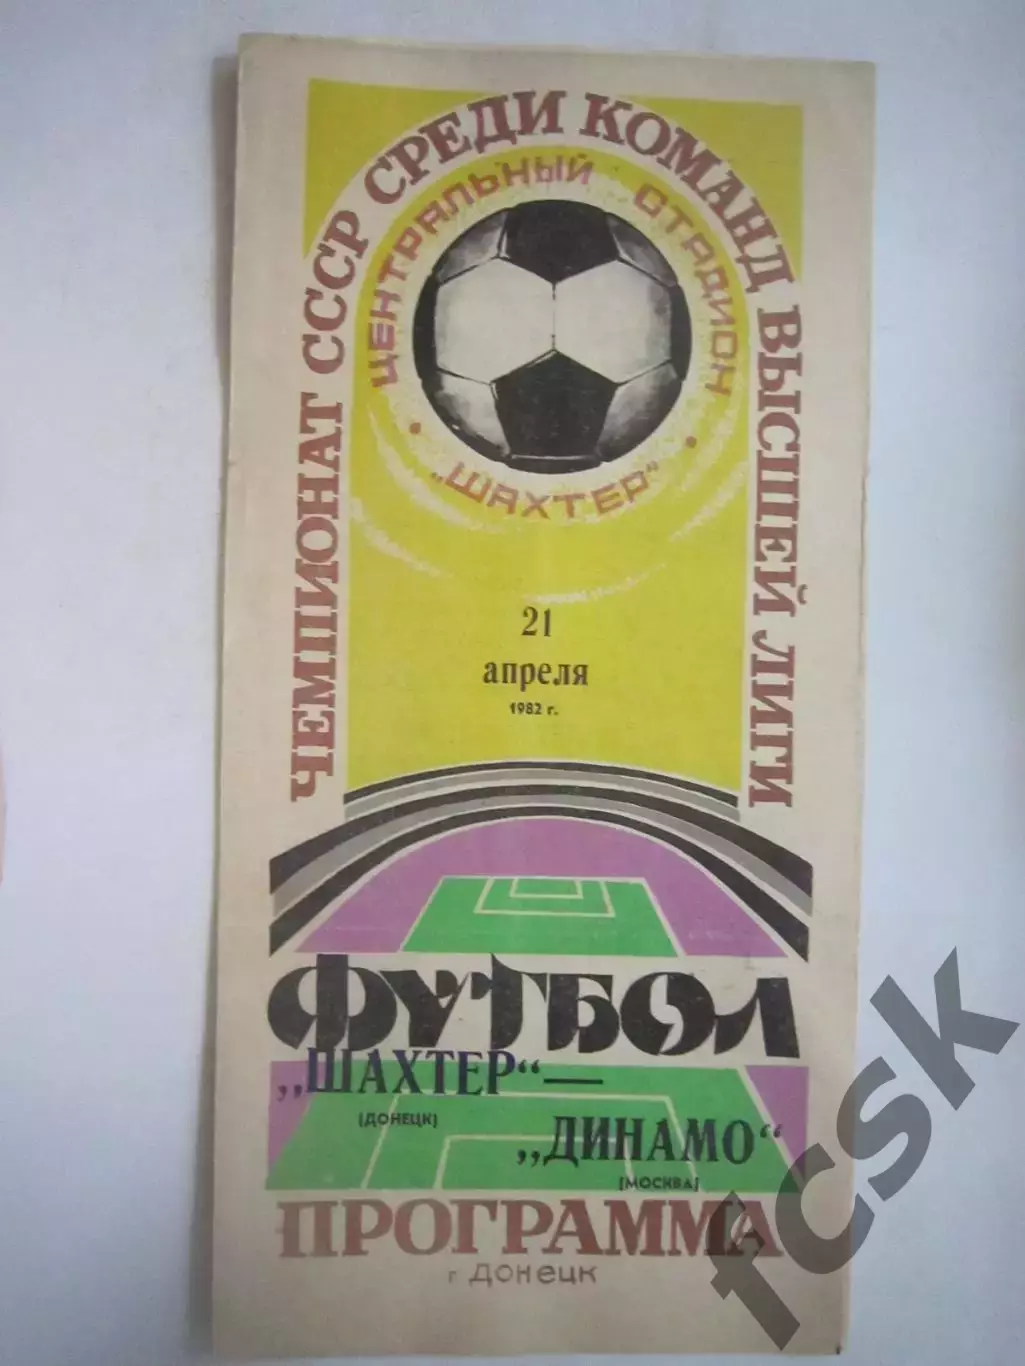 ЧЕМПИОНАТ СССР СРЕДИ КОМАНД ВЫСШЕЙ ЛИГИ
ЦЕНТРАЛЬНЫЙ СТАДИОН
• „ШАХТЕР“ •
21
апреля
1982 г.
ФУТБОЛ
„ШАХТЕР“—
(ДОНЕЦК)
„ДИНАМО“
(МОСКВА)
ПРОГРАММА
г ДОНЕЦК
fcsk